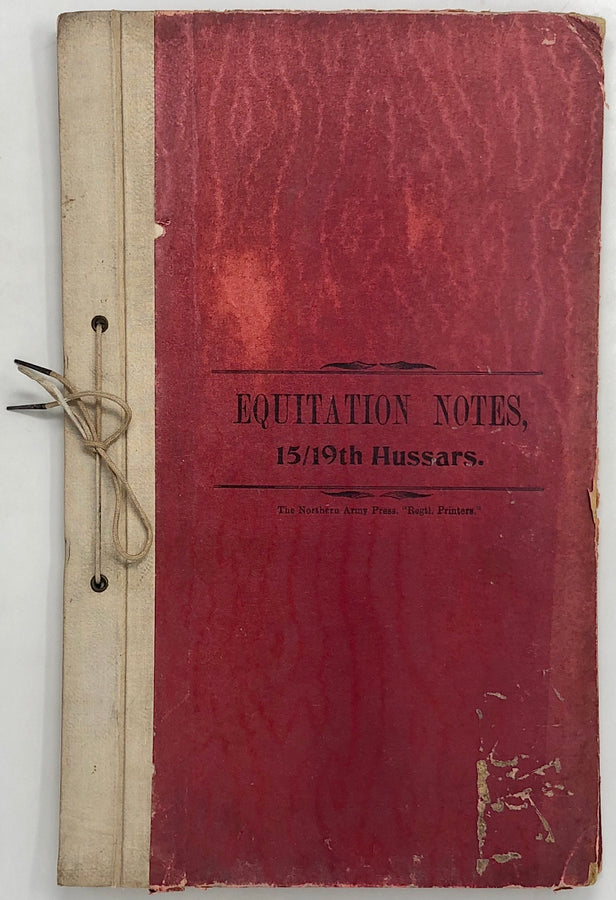 EQUITATION NOTES,
15/19th Hussars.
The Northern Army Press. "Regtl. Printers."